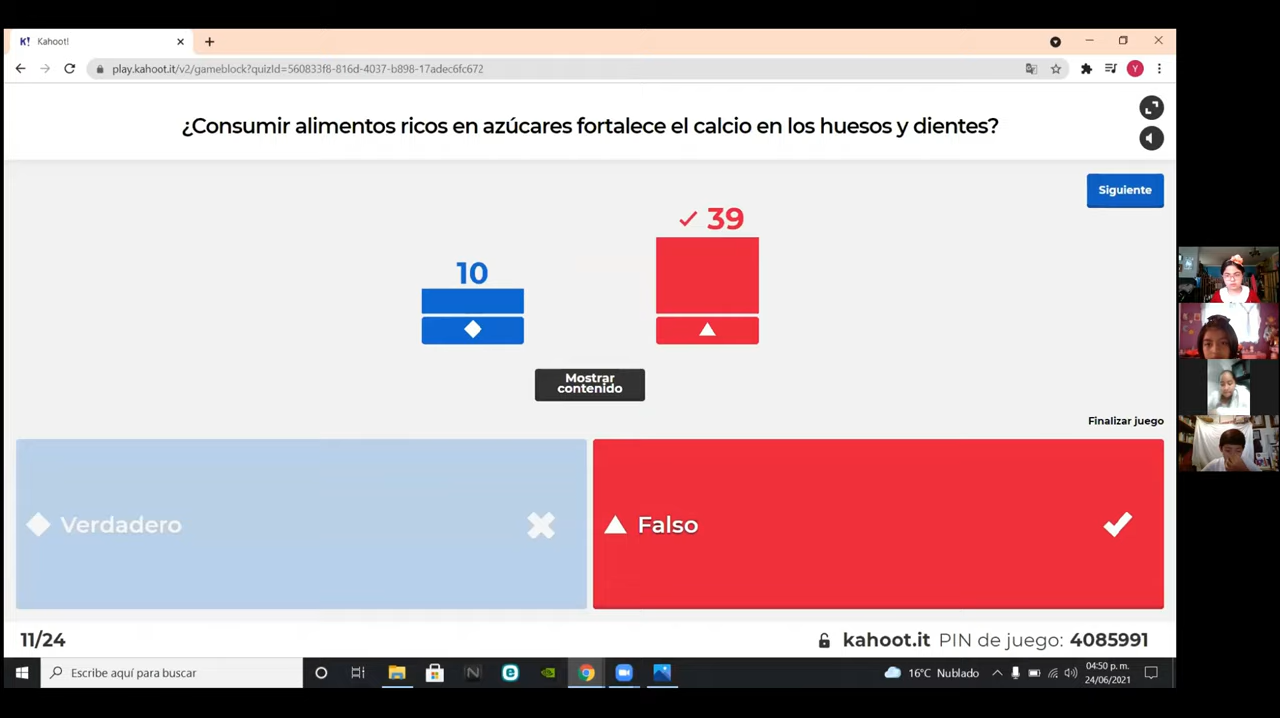 K! Kahoot!
play.kahoot.it/v2/gameblock?quizId=560833f8-816d-4037-b898-17adec6fc672
Y
¿Consumir alimentos ricos en azúcares fortalece el calcio en los huesos y dientes?
Siguiente
10
39
Mostrar
contenido
Finalizar juego
Verdadero
Falso
11/24
kahoot.it PIN de juego: 4085991
Escribe aquí para buscar
16°C Nublado
04:50 p. m.
24/06/2021